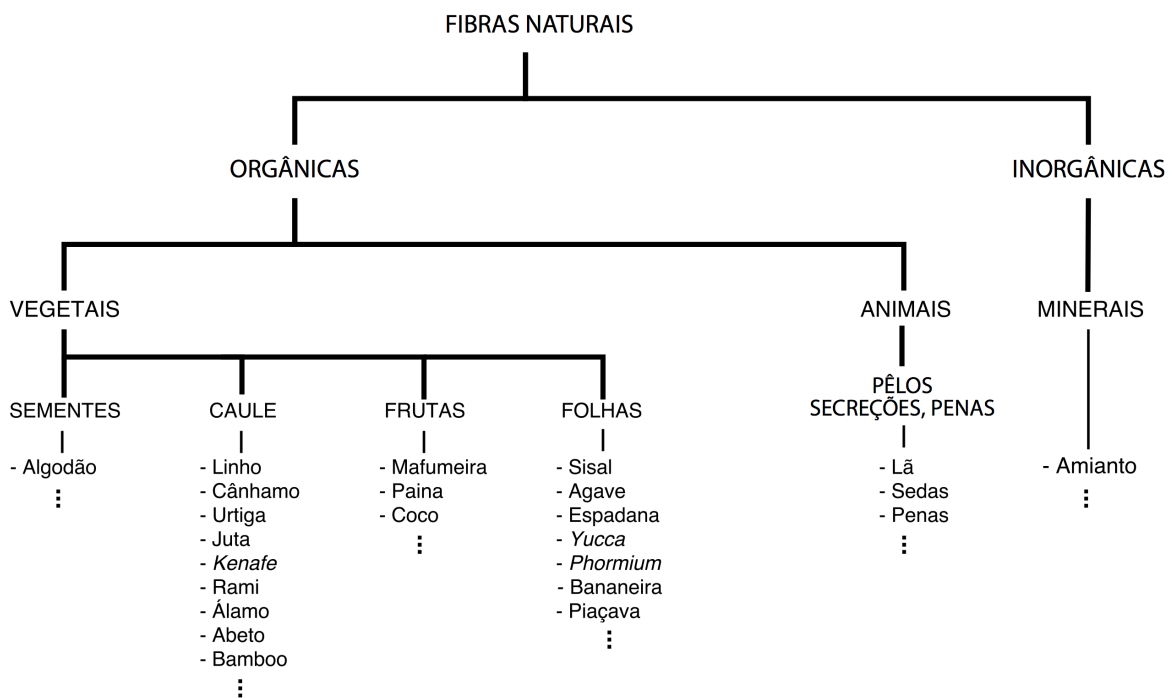 FIBRAS NATURAIS
ORGÂNICAS
INORGÂNICAS
VEGETAIS
ANIMAIS
MINERAIS
SEMENTES
- Algodão
CAULE
- Linho
- Cânhamo
- Urtiga
- Juta
- Kenafe
- Rami
- Álamo
- Abeto
- Bamboo
FRUTAS
- Mafumeira
- Paina
- Coco
FOLHAS
- Sisal
- Agave
- Espadana
- Yucca
- Phormium
- Bananeira
- Piaçava
PÊLOS
SECREÇÕES, PENAS
- Lã
- Sedas
- Penas
- Amianto